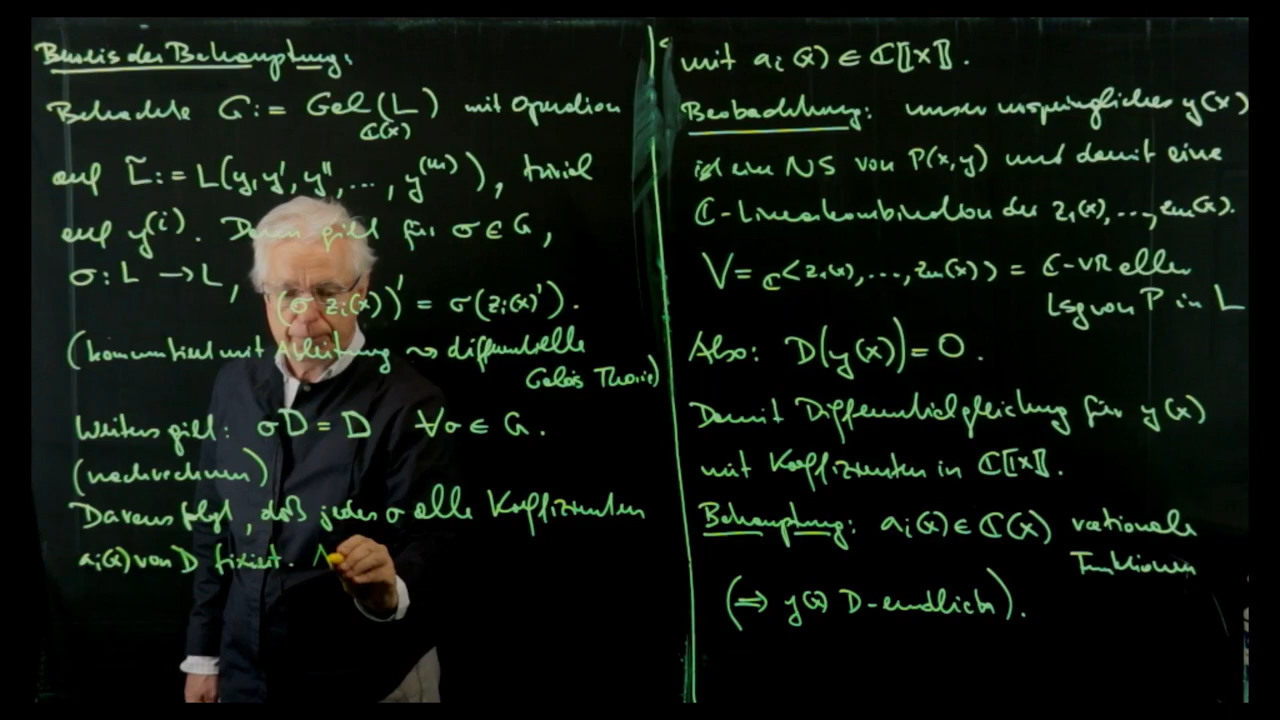 Beweis der Behauptung:
Betrachte G := Gal(L) mit Operation
ℂ(x)
auf L̃ := L(y, y', y'', ..., y^(m)), trivial
auf y^(i). Dann gilt für σ ∈ G,
σ: L → L, (σ z_i(x))' = σ(z_i(x)').
(kommutiert mit Ableitung ⇝ differentielle
Galois Theorie)
Weiters gilt: σD = D ∀σ ∈ G.
(nachrechnen)
Daraus folgt, daß jedes σ alle Koeffizienten
a_i(x) von D fixiert.
mit a_i(x) ∈ ℂ[[x]].
Beobachtung: unser ursprüngliches y(x)
ist eine NS von P(x,y) und damit eine
ℂ-Linearkombination der z_1(x), ..., z_m(x).
V = ℂ<z_1(x), ..., z_m(x)> = ℂ-VR aller
Lsg von P in L
Also: D(y(x)) = 0.
Damit Differentialgleichung für y(x)
mit Koeffizienten in ℂ[[x]].
Behauptung: a_i(x) ∈ ℂ(x) rationale
Funktionen
(⇒ y(x) D-endlich).